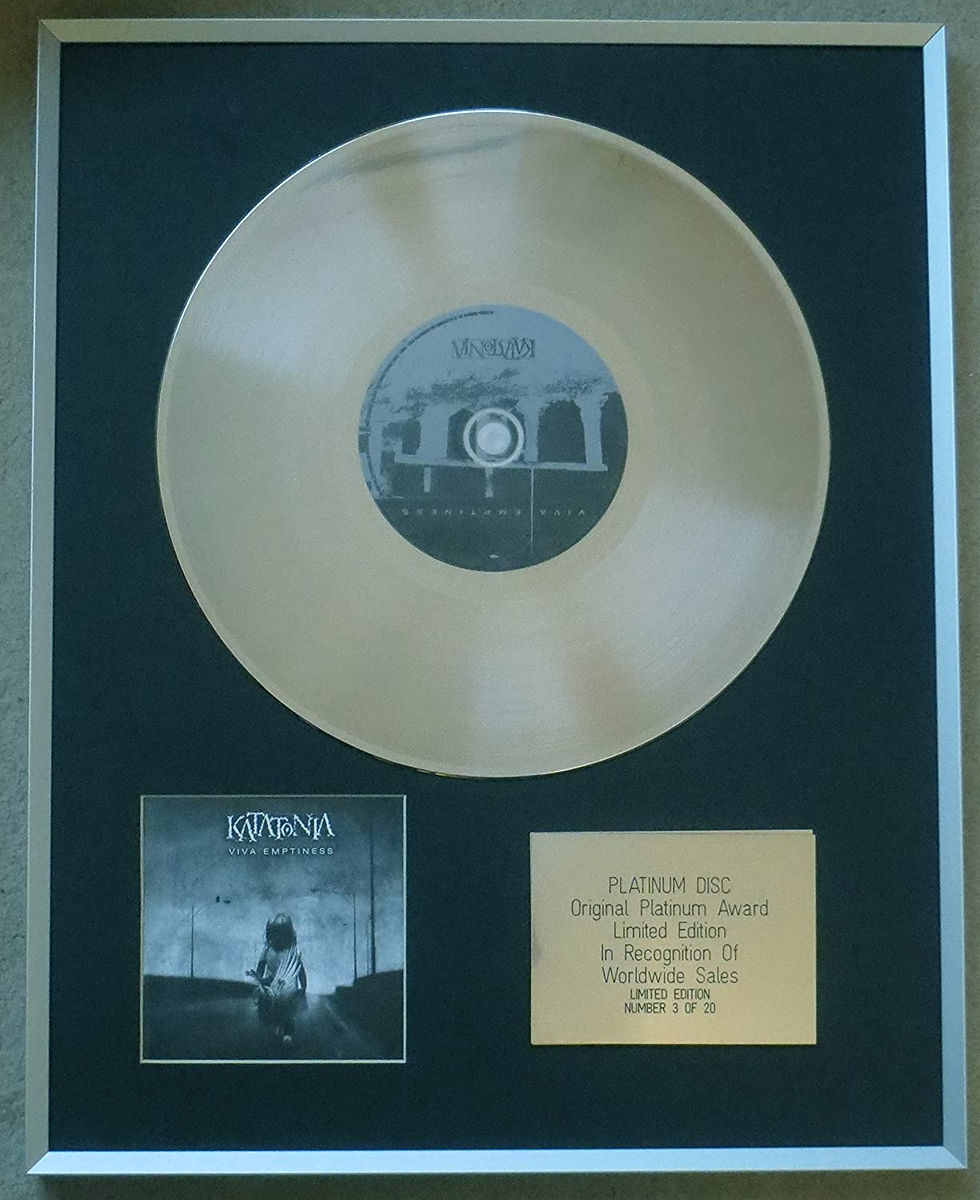 KATATONIA
VIVA EMPTINESS
KATATONIA
VIVA EMPTINESS
PLATINUM DISC
Original Platinum Award
Limited Edition
In Recognition Of
Worldwide Sales
LIMITED EDITION
NUMBER 3 OF 20